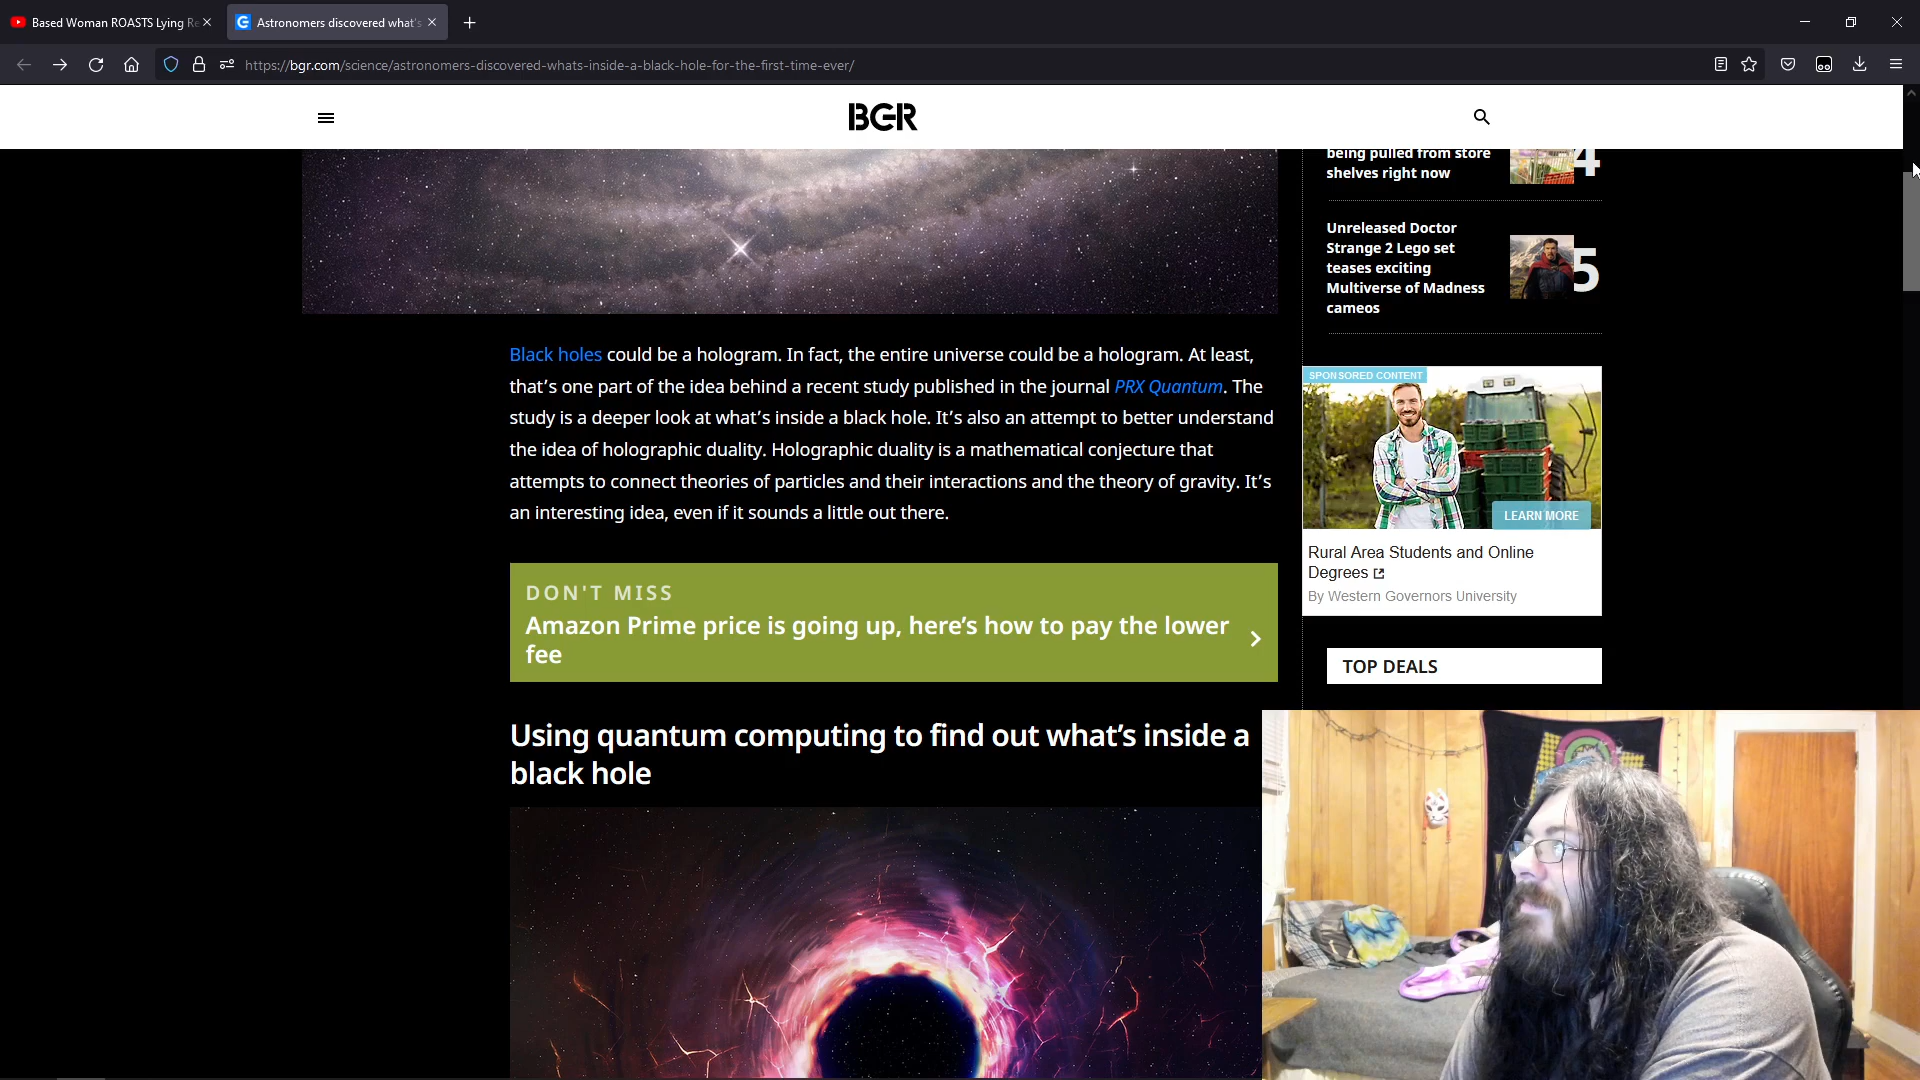 Based Woman ROASTS Lying Re
Astronomers discovered what's
https://bgr.com/science/astronomers-discovered-whats-inside-a-black-hole-for-the-first-time-ever/
BGR
being pulled from store
shelves right now
4
Unreleased Doctor
Strange 2 Lego set
teases exciting
Multiverse of Madness
cameos
5
Black holes could be a hologram. In fact, the entire universe could be a hologram. At least,
that's one part of the idea behind a recent study published in the journal PRX Quantum. The
study is a deeper look at what's inside a black hole. It's also an attempt to better understand
the idea of holographic duality. Holographic duality is a mathematical conjecture that
attempts to connect theories of particles and their interactions and the theory of gravity. It's
an interesting idea, even if it sounds a little out there.
SPONSORED CONTENT
LEARN MORE
Rural Area Students and Online
Degrees
By Western Governors University
DON'T MISS
Amazon Prime price is going up, here's how to pay the lower
fee
TOP DEALS
Using quantum computing to find out what's inside a
black hole